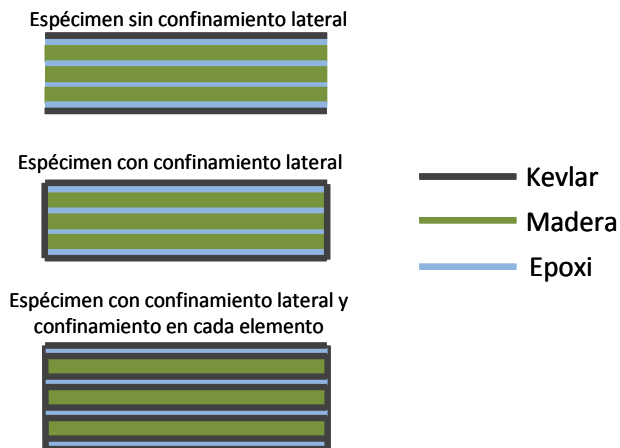 Espécimen sin confinamiento lateral
Espécimen con confinamiento lateral
Kevlar
Madera
Epoxi
Espécimen con confinamiento lateral y
confinamiento en cada elemento